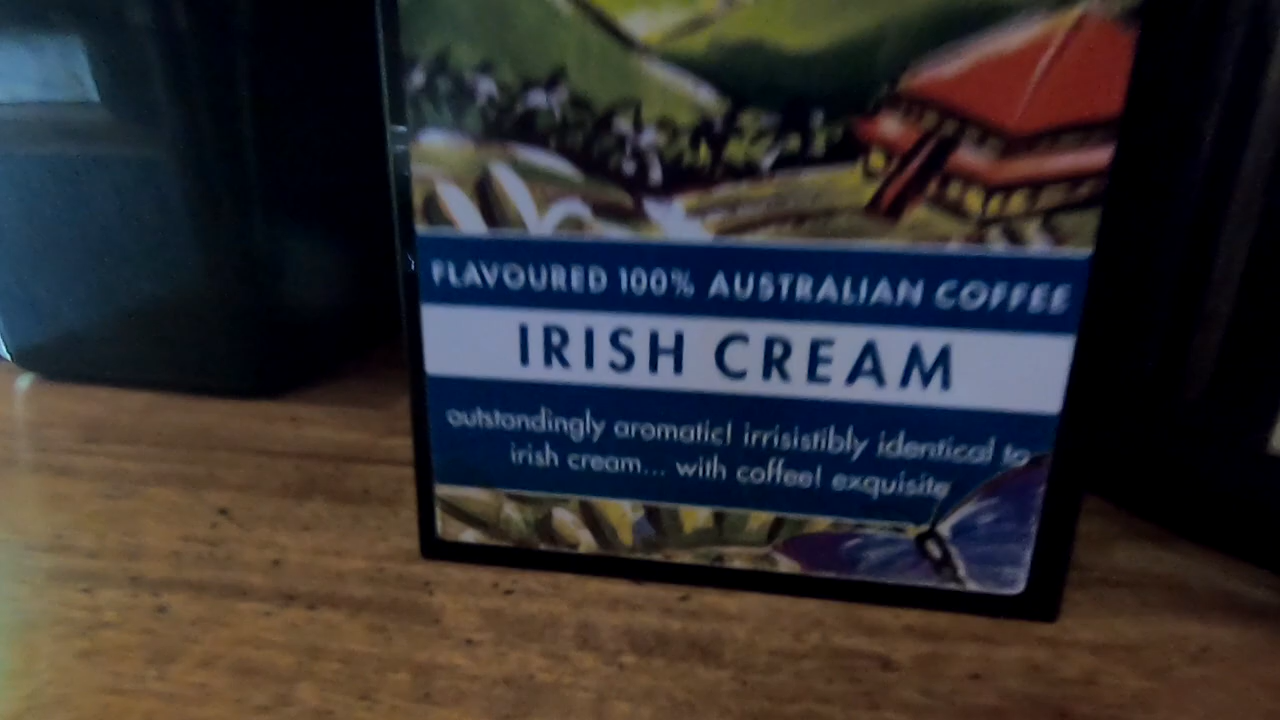 FLAVOURED 100% AUSTRALIAN COFFEE
IRISH CREAM
outstandingly aromatic! irrisistibly identical to
irish cream... with coffee! exquisite